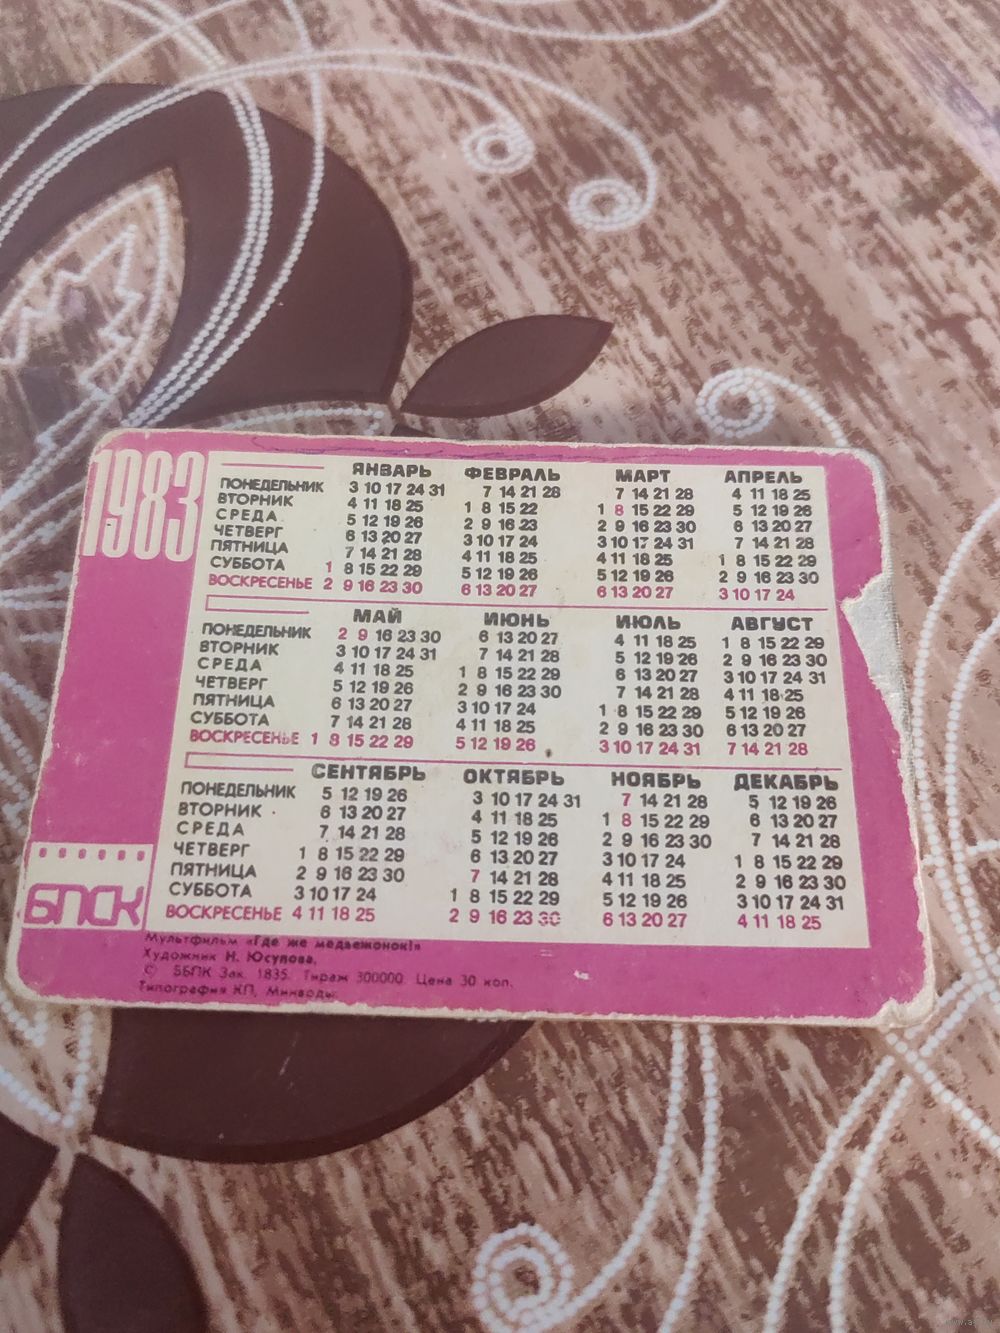 1983
ЯНВАРЬ ФЕВРАЛЬ МАРТ АПРЕЛЬ
ПОНЕДЕЛЬНИК 3 10 17 24 31 7 14 21 28 7 14 21 28 4 11 18 25
ВТОРНИК 4 11 18 25 1 8 15 22 1 8 15 22 29 5 12 19 26
СРЕДА 5 12 19 26 2 9 16 23 2 9 16 23 30 6 13 20 27
ЧЕТВЕРГ 6 13 20 27 3 10 17 24 3 10 17 24 31 7 14 21 28
ПЯТНИЦА 7 14 21 28 4 11 18 25 4 11 18 25 1 8 15 22 29
СУББОТА 1 8 15 22 29 5 12 19 26 5 12 19 26 2 9 16 23 30
ВОСКРЕСЕНЬЕ 2 9 16 23 30 6 13 20 27 6 13 20 27 3 10 17 24
МАЙ ИЮНЬ ИЮЛЬ АВГУСТ
ПОНЕДЕЛЬНИК 2 9 16 23 30 6 13 20 27 4 11 18 25 1 8 15 22 29
ВТОРНИК 3 10 17 24 31 7 14 21 28 5 12 19 26 2 9 16 23 30
СРЕДА 4 11 18 25 1 8 15 22 29 6 13 20 27 3 10 17 24 31
ЧЕТВЕРГ 5 12 19 26 2 9 16 23 30 7 14 21 28 4 11 18 25
ПЯТНИЦА 6 13 20 27 3 10 17 24 1 8 15 22 29 5 12 19 26
СУББОТА 7 14 21 28 4 11 18 25 2 9 16 23 30 6 13 20 27
ВОСКРЕСЕНЬЕ 1 8 15 22 29 5 12 19 26 3 10 17 24 31 7 14 21 28
СЕНТЯБРЬ ОКТЯБРЬ НОЯБРЬ ДЕКАБРЬ
ПОНЕДЕЛЬНИК 5 12 19 26 3 10 17 24 31 7 14 21 28 5 12 19 26
ВТОРНИК 6 13 20 27 4 11 18 25 1 8 15 22 29 6 13 20 27
СРЕДА 7 14 21 28 5 12 19 26 2 9 16 23 30 7 14 21 28
ЧЕТВЕРГ 1 8 15 22 29 6 13 20 27 3 10 17 24 1 8 15 22 29
ПЯТНИЦА 2 9 16 23 30 7 14 21 28 4 11 18 25 2 9 16 23 30
СУББОТА 3 10 17 24 1 8 15 22 29 5 12 19 26 3 10 17 24 31
ВОСКРЕСЕНЬЕ 4 11 18 25 2 9 16 23 30 6 13 20 27 4 11 18 25
БПСК
Мультфильм «Где же медвежонок!»
Художник Н. Юсупова.
© ББПК Зак. 1835. Тираж 300000 Цена 30 коп.
Типография КП, Минводы.